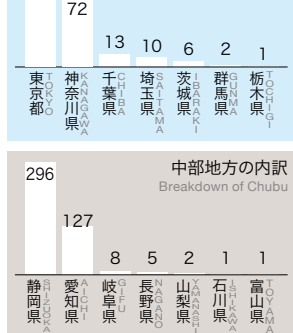 72
13
10
6
2
1
東京都
TOKYO
神奈川県
KANAGAWA
千葉県
CHIBA
埼玉県
SAITAMA
茨城県
IBARAKI
群馬県
GUNMA
栃木県
TOCHIGI
中部地方の内訳
Breakdown of Chubu
296
127
8
5
2
1
1
静岡県
SHIZUOKA
愛知県
AICHI
岐阜県
GIFU
長野県
NAGANO
山梨県
YAMANASHI
石川県
ISHIKAWA
富山県
TOYAMA